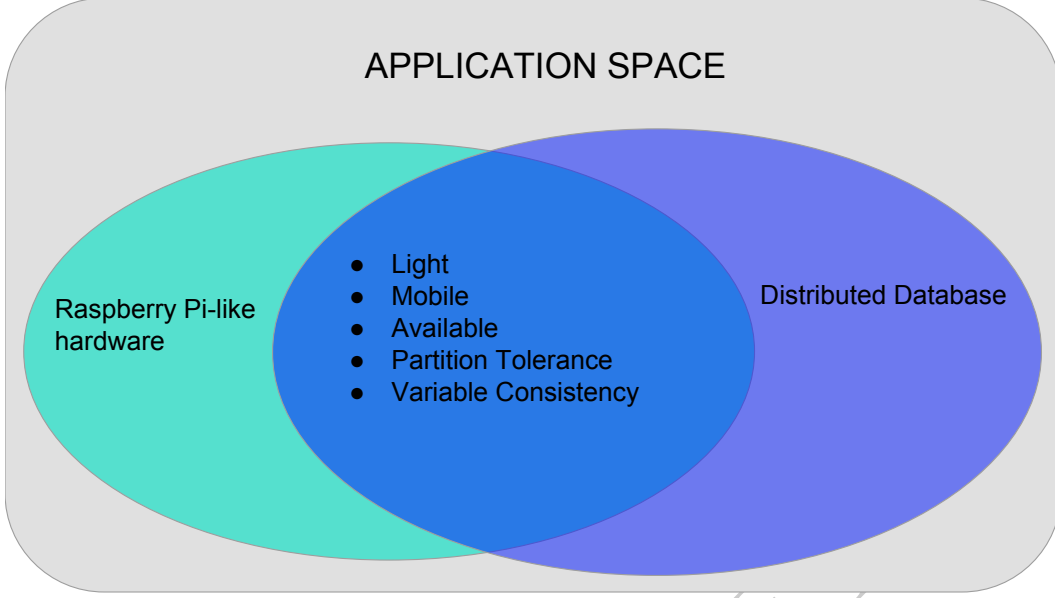 APPLICATION SPACE
Raspberry Pi-like
hardware
● Light
● Mobile
● Available
● Partition Tolerance
● Variable Consistency
Distributed Database